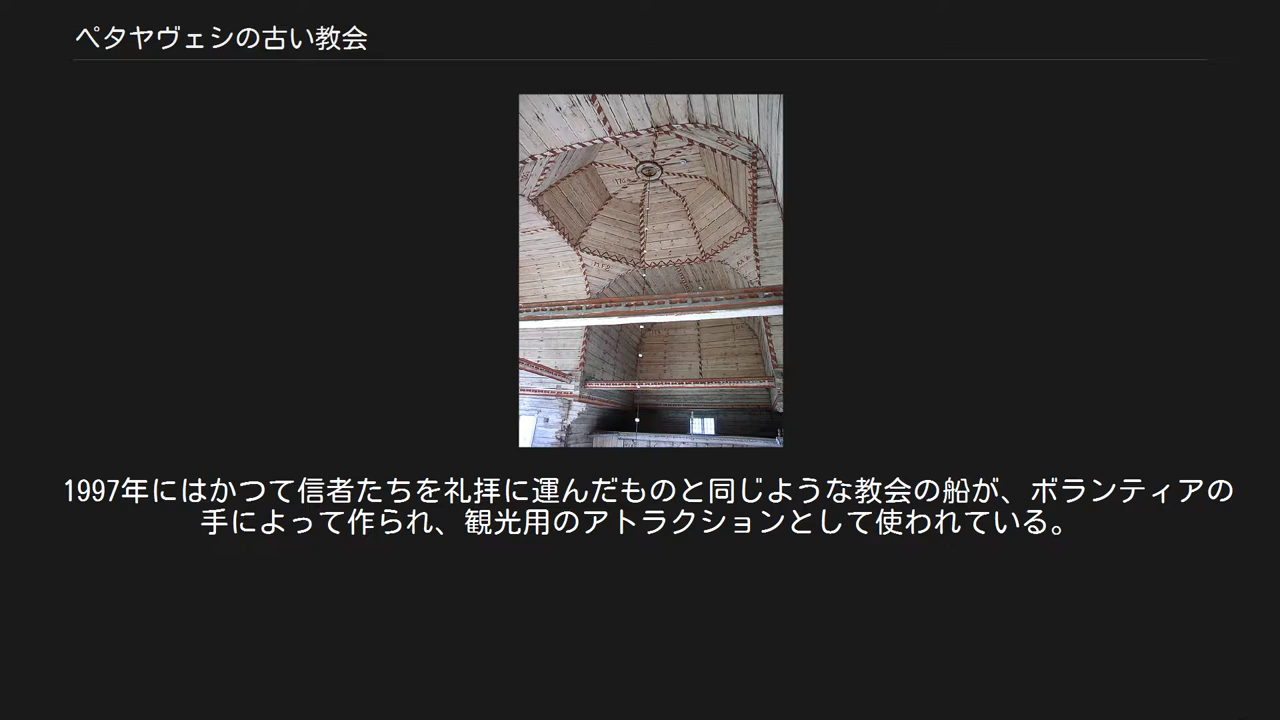 ペタヤヴェシの古い教会
1997年にはかつて信者たちを礼拝に運んだものと同じような教会の船が、ボランティアの
手によって作られ、観光用のアトラクションとして使われている。